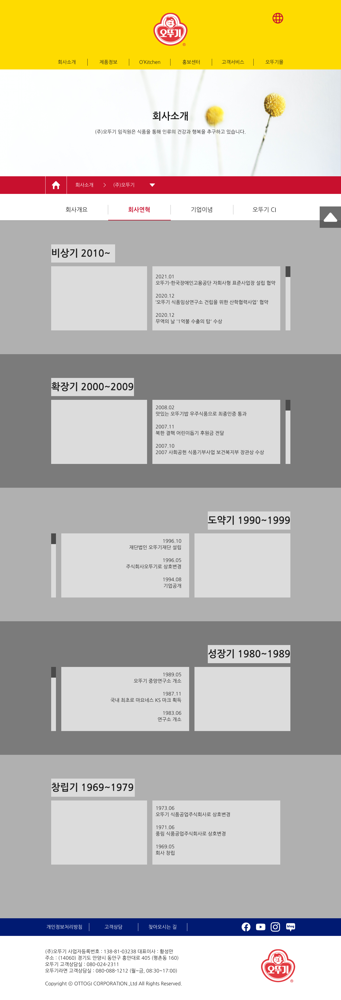 오뚜기
®
회사소개
제품정보
O'Kitchen
홍보센터
고객서비스
오뚜기몰
회사소개
(주)오뚜기 임직원은 식품을 통해 인류의 건강과 행복을 추구하고 있습니다.
회사소개 > (주)오뚜기
회사개요
회사연혁
기업이념
오뚜기 CI
비상기 2010~
2021.01
오뚜기-한국장애인고용공단 자회사형 표준사업장 설립 협약
2020.12
'오뚜기 식품임상연구소 건립을 위한 산학협력사업' 협약
2020.12
무역의 날 '1억불 수출의 탑' 수상
확장기 2000~2009
2008.02
맛있는 오뚜기밥 우주식품으로 최종인증 통과
2007.11
북한 결핵 어린이돕기 후원금 전달
2007.10
2007 사회공헌 식품기부사업 보건복지부 장관상 수상
도약기 1990~1999
1996.10
재단법인 오뚜기재단 설립
1996.05
주식회사오뚜기로 상호변경
1994.08
기업공개
성장기 1980~1989
1989.05
오뚜기 중앙연구소 개소
1987.11
국내 최초로 마요네스 KS 마크 획득
1983.06
연구소 개소
창립기 1969~1979
1973.06
오뚜기 식품공업주식회사로 상호변경
1971.06
풍림 식품공업주식회사로 상호변경
1969.05
회사 창립
개인정보처리방침
고객상담
찾아오시는 길
blog
(주)오뚜기 사업자등록번호 : 138-81-03238 대표이사 : 황성만
주소 : (14060) 경기도 안양시 동안구 흥안대로 405 (평촌동 160)
오뚜기 고객상담실 : 080-024-2311
오뚜기라면 고객상담실 : 080-088-1212 (월~금, 08:30~17:00)
Copyright ⓒ OTTOGI CORPORATION.,Ltd All Rights Reserved.
오뚜기
®